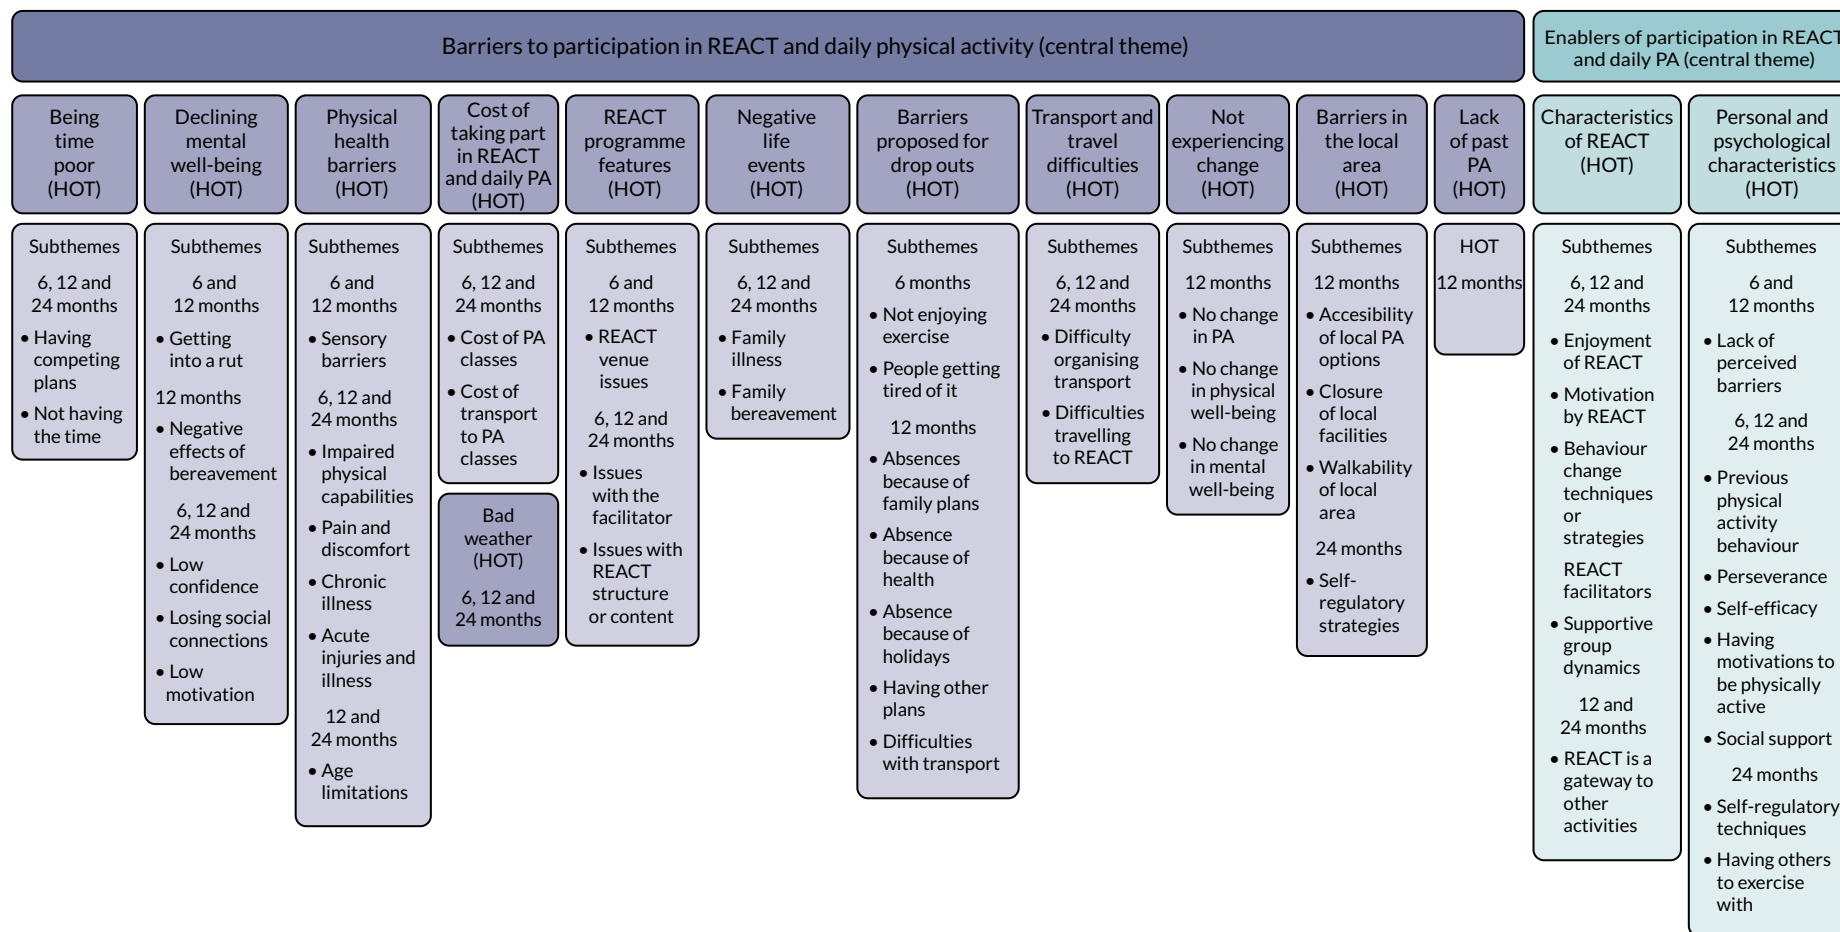 Barriers to participation in REACT and daily physical activity (central theme)
Enablers of participation in REACT
and daily PA (central theme)
Being
time
poor
(HOT)
Declining
mental
well-being
(HOT)
Physical
health
barriers
(HOT)
Cost of
taking part
in REACT
and daily PA
(HOT)
REACT
programme
features
(HOT)
Negative
life
events
(HOT)
Barriers
proposed for
drop outs
(HOT)
Transport and
travel
difficulties
(HOT)
Not
experiencing
change
(HOT)
Barriers in
the local
area
(HOT)
Lack
of past
PA
(HOT)
Characteristics
of REACT
(HOT)
Personal and
psychological
characteristics
(HOT)
Subthemes
6, 12 and
24 months
• Having
competing
plans
• Not having
the time
Subthemes
6 and
12 months
• Getting
into a rut
12 months
• Negative
effects of
bereavement
6, 12 and
24 months
• Low
confidence
• Losing social
connections
• Low
motivation
Subthemes
6 and
12 months
• Sensory
barriers
6, 12 and
24 months
• Impaired
physical
capabilities
• Pain and
discomfort
• Chronic
illness
• Acute
injuries and
illness
12 and
24 months
• Age
limitations
Subthemes
6, 12 and
24 months
• Cost of PA
classes
• Cost of
transport
to PA
classes
Bad
weather
(HOT)
6, 12 and
24 months
Subthemes
6 and
12 months
• REACT
venue
issues
6, 12 and
24 months
• Issues
with the
facilitator
• Issues with
REACT
structure
or content
Subthemes
6, 12 and
24 months
• Family
illness
• Family
bereavement
Subthemes
6 months
• Not enjoying
exercise
• People getting
tired of it
12 months
• Absences
because of
family plans
• Absence
because of
health
• Absence
because of
holidays
• Having other
plans
• Difficulties
with transport
Subthemes
6, 12 and
24 months
• Difficulty
organising
transport
• Difficulties
travelling
to REACT
Subthemes
12 months
• No change
in PA
• No change
in physical
well-being
• No change
in mental
well-being
Subthemes
12 months
• Accesibility
of local PA
options
• Closure
of local
facilities
• Walkability
of local
area
24 months
• Self-
regulatory
strategies
HOT
12 months
Subthemes
6, 12 and
24 months
• Enjoyment
of REACT
• Motivation
by REACT
• Behaviour
change
techniques
or
strategies
REACT
facilitators
• Supportive
group
dynamics
12 and
24 months
• REACT is a
gateway to
other
activities
Subthemes
6 and
12 months
• Lack of
perceived
barriers
6, 12 and
24 months
• Previous
physical
activity
behaviour
• Perseverance
• Self-efficacy
• Having
motivations to
be physically
active
• Social support
24 months
• Self-regulatory
techniques
• Having others
to exercise
with